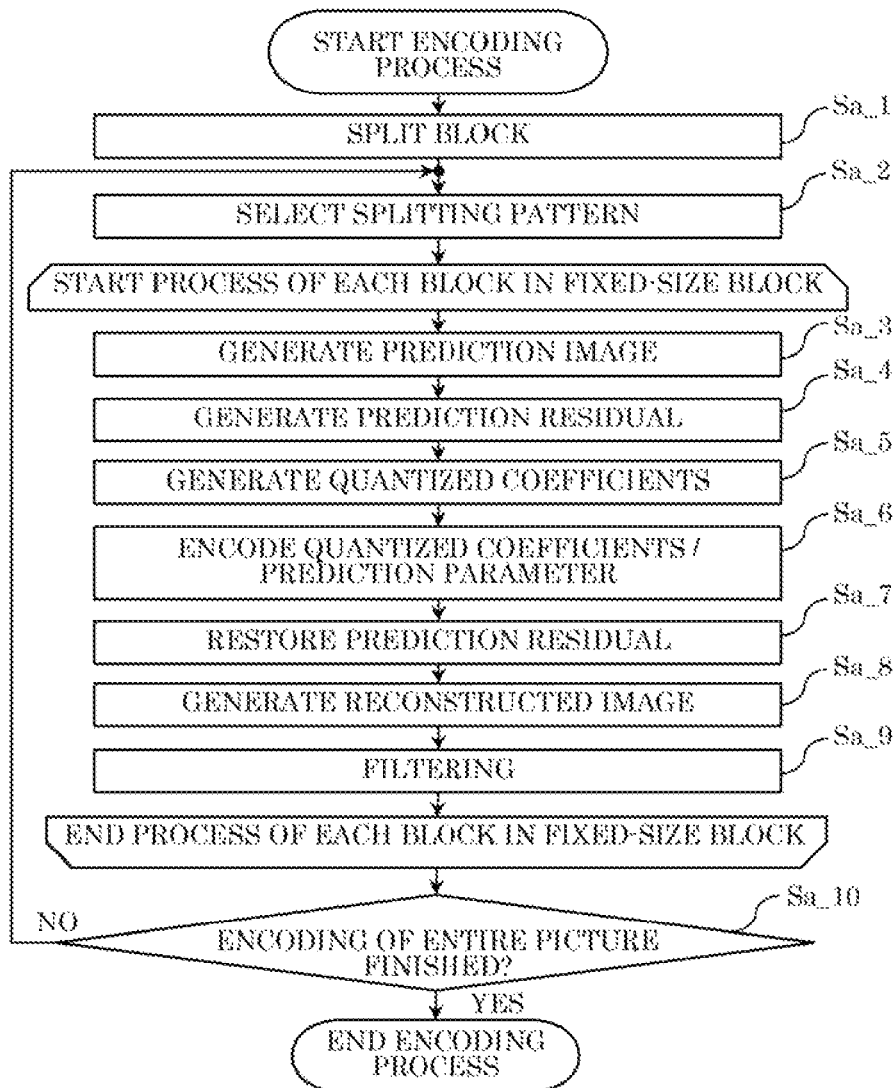 START ENCODING
PROCESS
Sa_1
SPLIT BLOCK
Sa_2
SELECT SPLITTING PATTERN
START PROCESS OF EACH BLOCK IN FIXED-SIZE BLOCK
Sa_3
GENERATE PREDICTION IMAGE
Sa_4
GENERATE PREDICTION RESIDUAL
Sa_5
GENERATE QUANTIZED COEFFICIENTS
Sa_6
ENCODE QUANTIZED COEFFICIENTS /
PREDICTION PARAMETER
Sa_7
RESTORE PREDICTION RESIDUAL
Sa_8
GENERATE RECONSTRUCTED IMAGE
Sa_9
FILTERING
END PROCESS OF EACH BLOCK IN FIXED-SIZE BLOCK
Sa_10
NO
ENCODING OF ENTIRE PICTURE
FINISHED?
YES
END ENCODING
PROCESS